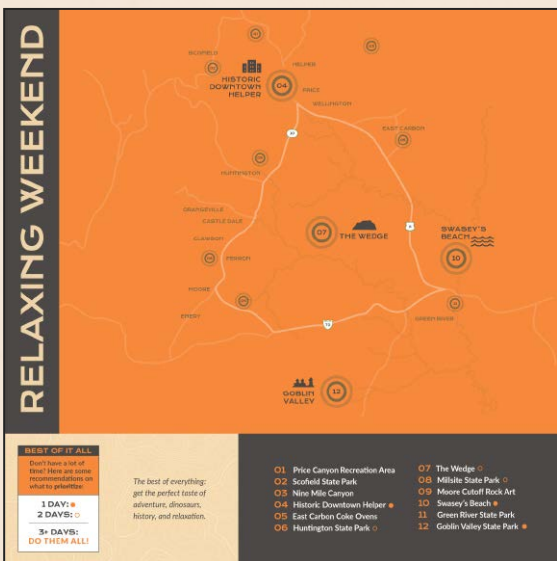 RELAXING WEEKEND
HISTORIC
DOWNTOWN
HELPER
04
HELPER
PRICE
WELLINGTON
EAST CARBON
HUNTINGTON
ORANGEVILLE
CASTLE DALE
CLAWSON
FERRON
MOORE
EMERY
07
THE WEDGE
SWASEY'S
BEACH
10
6
GREEN RIVER
GOBLIN
VALLEY
12
BEST OF IT ALL
Don't have a lot of
time? Here are some
recommendations on
what to prioritize
1 DAY:
2 DAYS:
3+ DAYS:
DO THEM ALL!
The best of everything:
get the perfect taste of
adventure, dinosaurs,
history, and relaxation.
01 Price Canyon Recreation Area
02 Scofield State Park
03 Nine Mile Canyon
04 Historic Downtown Helper
05 East Carbon Coke Ovens
06 Huntington State Park
07 The Wedge
08 Millsite State Park
09 Moore Cutoff Rock Art
10 Swasey's Beach
11 Green River State Park
12 Goblin Valley State Park